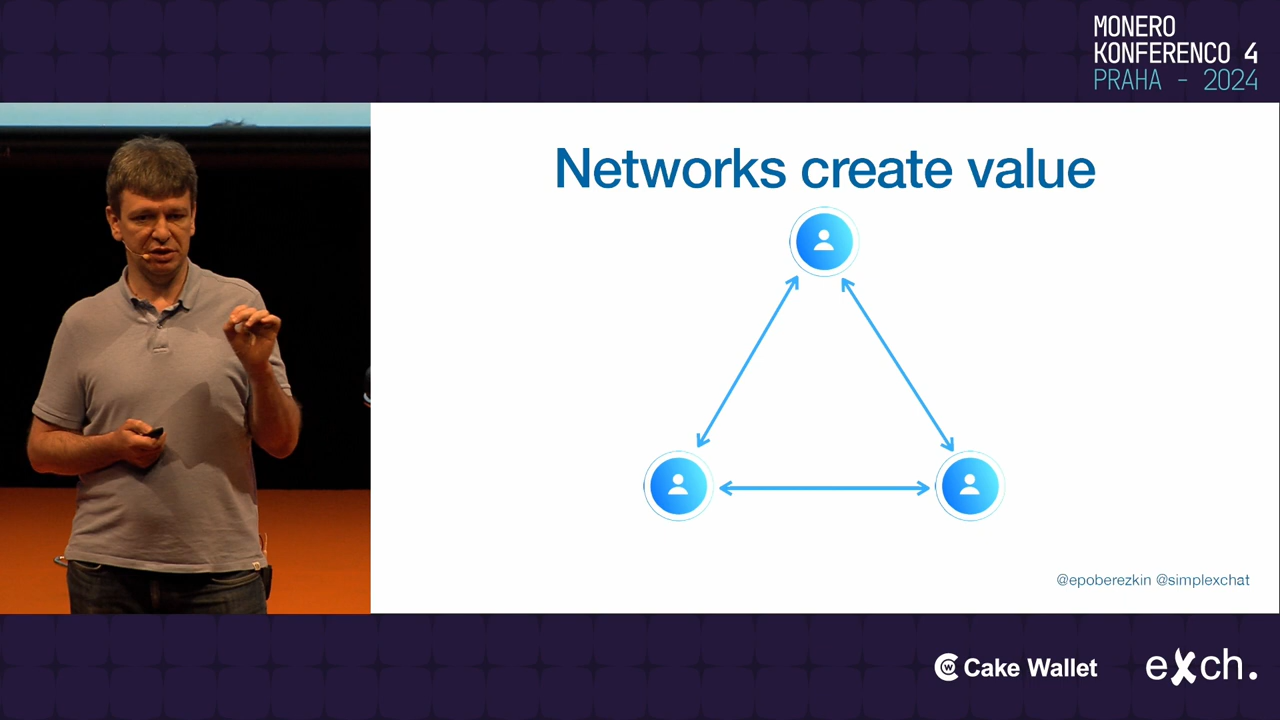 MONERO
KONFERENCO 4
PRAHA - 2024
Networks create value
@epoberezkin @simplexchat
Cake Wallet
eXch.